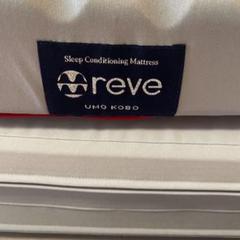 Sleep Conditioning Mattress
reve
UMO KOBO